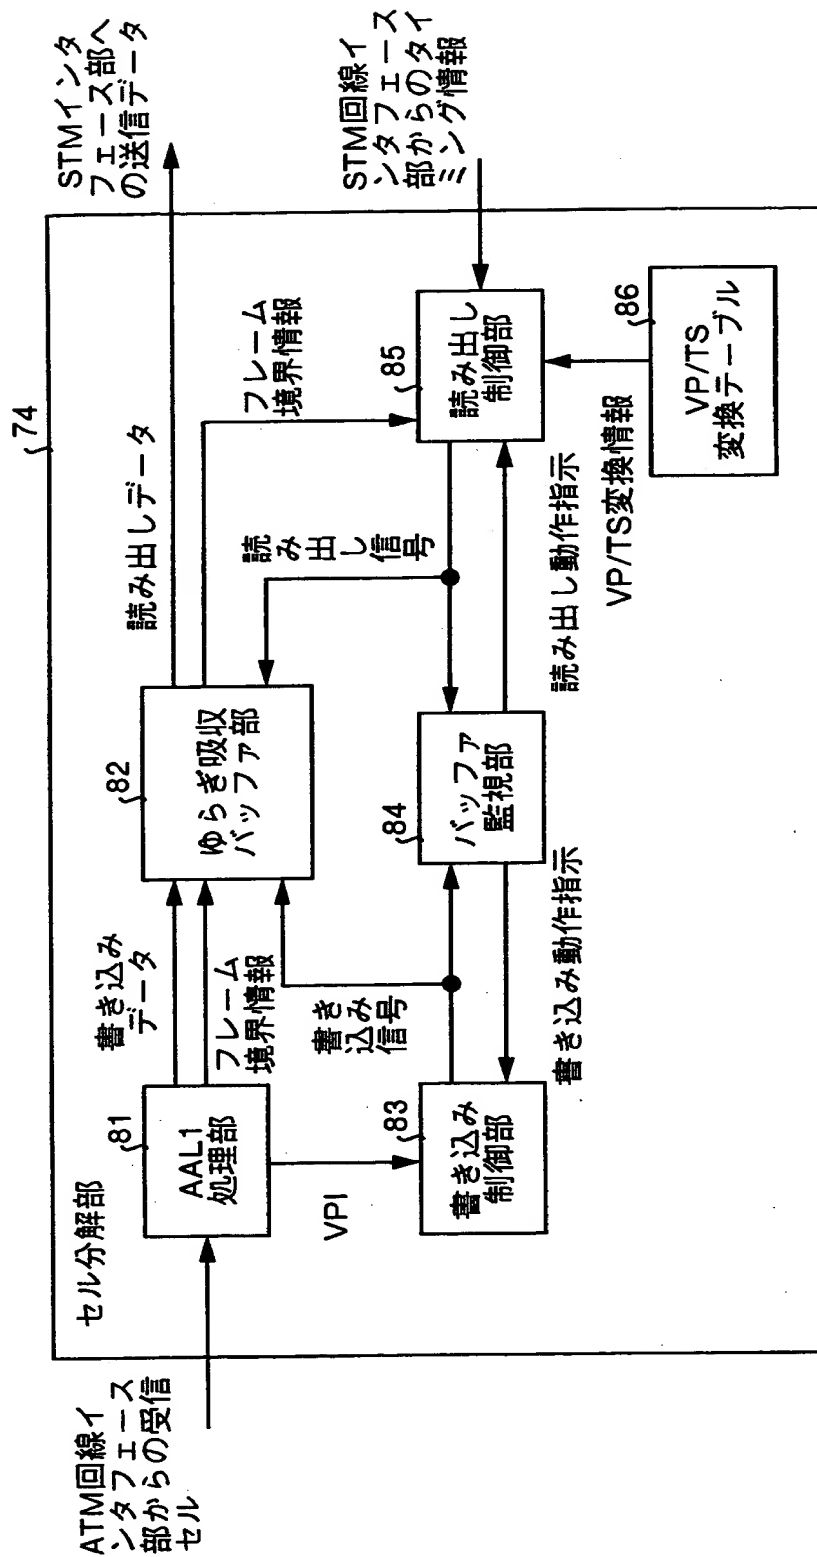 ATM回線イ
ンタフェース
部からの受信
セル
セル分解部
74
81
AAL1
処理部
VPI
83
書き込み
制御部
書き込み
データ
フレーム
境界情報
書き
込み
信号
書き込み動作指示
82
ゆらぎ吸収
バッファ部
84
バッファ
監視部
読み出しデータ
読
み出し
信
号
フレーム
境界情報
読み出し動作指示
85
読み出し
制御部
VP/TS変換情報
86
VP/TS
変換テーブル
STMインタ
フェース部へ
の送信データ
STM回線イ
ンタフェース
部からのタイ
ミング情報